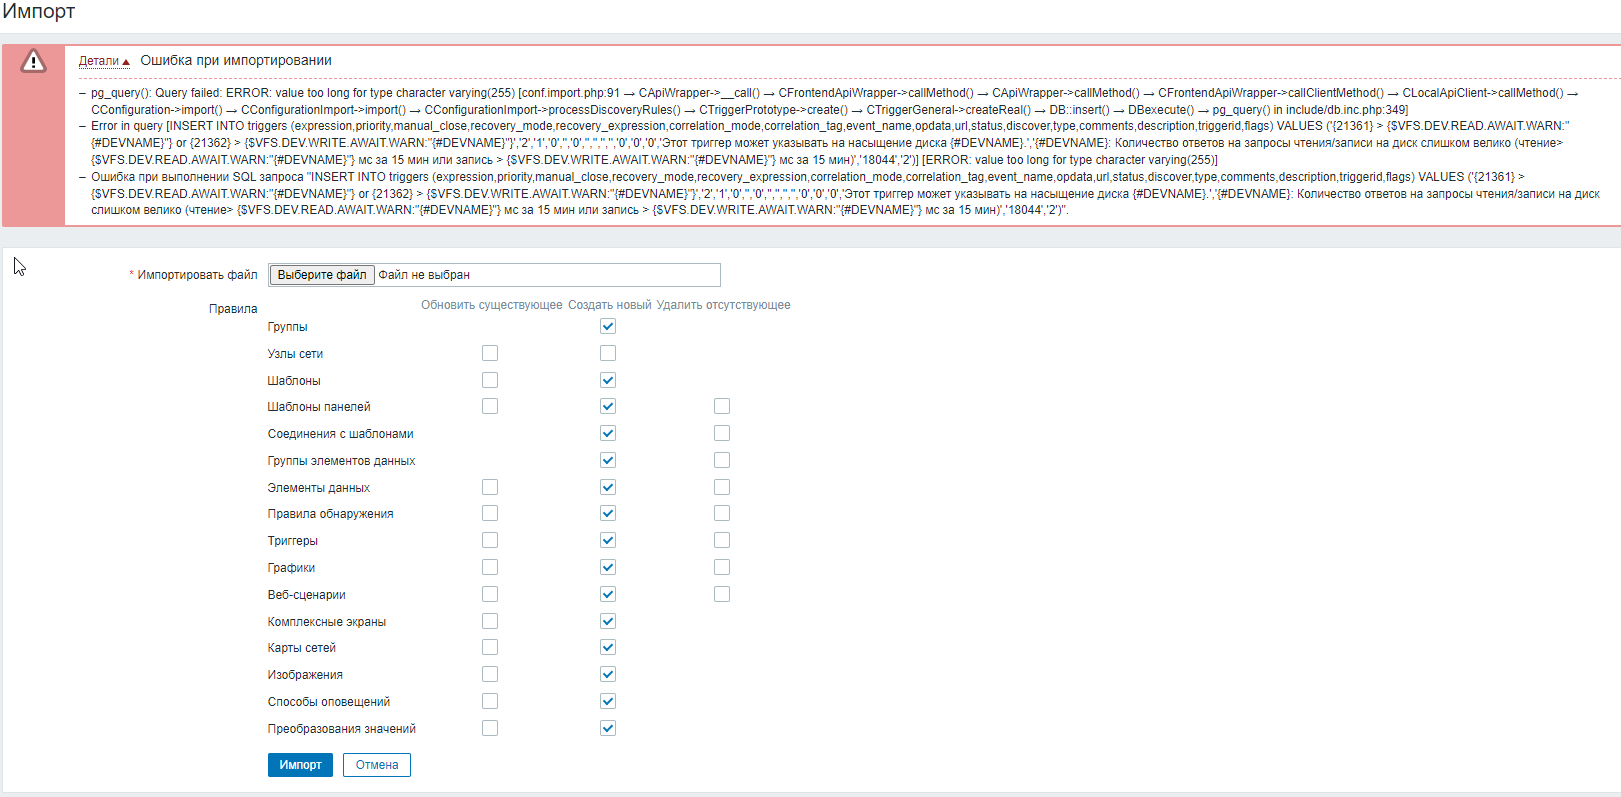 Импорт
Детали Ошибка при импортировании
– pg_query(): Query failed: ERROR: value too long for type character varying(255) [conf.import.php:91 → CApiWrapper->__call() → CFrontendApiWrapper->callMethod() → CApiWrapper->callMethod() → CFrontendApiWrapper->callClientMethod() → CLocalApiClient->callMethod() →
CConfiguration->import() → CConfigurationImport->import() → CConfigurationImport->processDiscoveryRules() → CTriggerPrototype->create() → CTriggerGeneral->createReal() → DB::insert() → DBexecute() → pg_query() in include/db.inc.php:349]
– Error in query [INSERT INTO triggers (expression,priority,manual_close,recovery_mode,recovery_expression,correlation_mode,correlation_tag,event_name,opdata,url,status,discover,type,comments,description,triggerid,flags) VALUES ('{21361} > {$VFS.DEV.READ.AWAIT.WARN:"
{#DEVNAME}"} or {21362} > {$VFS.DEV.WRITE.AWAIT.WARN:"{#DEVNAME}"}','2','1','0','','0','','','','','0','0','0','Этот триггер может указывать на насыщение диска {#DEVNAME}.','{#DEVNAME}: Количество ответов на запросы чтения/записи на диск слишком велико (чтение>
{$VFS.DEV.READ.AWAIT.WARN:"{#DEVNAME}"} мс за 15 мин или запись > {$VFS.DEV.WRITE.AWAIT.WARN:"{#DEVNAME}"} мс за 15 мин)','18044','2')] [ERROR: value too long for type character varying(255)]
– Ошибка при выполнении SQL запроса "INSERT INTO triggers (expression,priority,manual_close,recovery_mode,recovery_expression,correlation_mode,correlation_tag,event_name,opdata,url,status,discover,type,comments,description,triggerid,flags) VALUES ('{21361} >
{$VFS.DEV.READ.AWAIT.WARN:"{#DEVNAME}"} or {21362} > {$VFS.DEV.WRITE.AWAIT.WARN:"{#DEVNAME}"}','2','1','0','','0','','','','','0','0','0','Этот триггер может указывать на насыщение диска {#DEVNAME}.','{#DEVNAME}: Количество ответов на запросы чтения/записи на диск
слишком велико (чтение> {$VFS.DEV.READ.AWAIT.WARN:"{#DEVNAME}"} мс за 15 мин или запись > {$VFS.DEV.WRITE.AWAIT.WARN:"{#DEVNAME}"} мс за 15 мин)','18044','2')".
* Импортировать файл Выберите файл Файл не выбран
Правила Обновить существующее Создать новый Удалить отсутствующее
Группы
Узлы сети
Шаблоны
Шаблоны панелей
Соединения с шаблонами
Группы элементов данных
Элементы данных
Правила обнаружения
Триггеры
Графики
Веб-сценарии
Комплексные экраны
Карты сетей
Изображения
Способы оповещений
Преобразования значений
Импорт Отмена